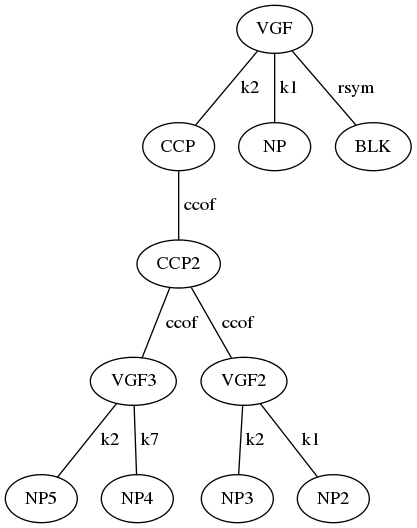 VGF
k2 k1 rsym
CCP NP BLK
ccof
CCP2
ccof ccof
VGF3 VGF2
k2 k7 k2 k1
NP5 NP4 NP3 NP2